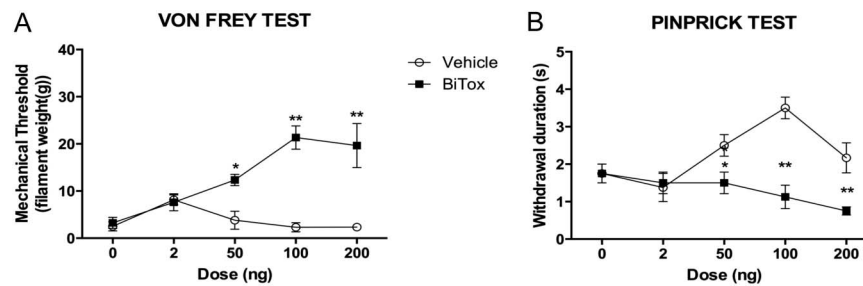 A
VON FREY TEST
Mechanical Threshold
(filament weight(g))
40
30
20
10
0
*
**
**
0 2 50 100 200
Dose (ng)
Vehicle
BiTox
B
PINPRICK TEST
Withdrawal duration (s)
5
4
3
2
1
0
*
*
**
**
0 2 50 100 200
Dose (ng)